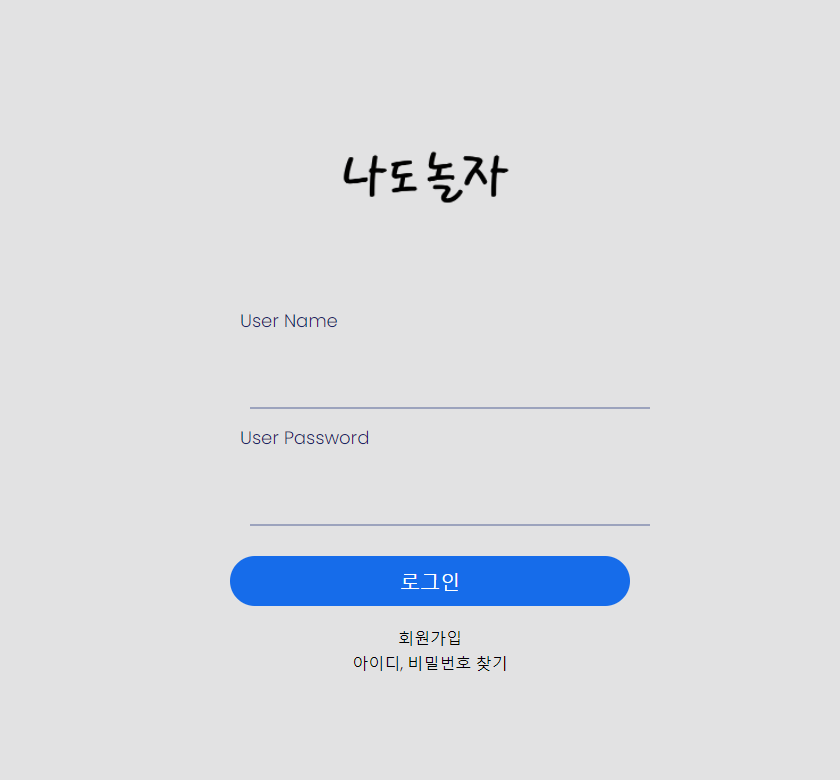 나도놀자
User Name
User Password
로그인
회원가입
아이디, 비밀번호 찾기